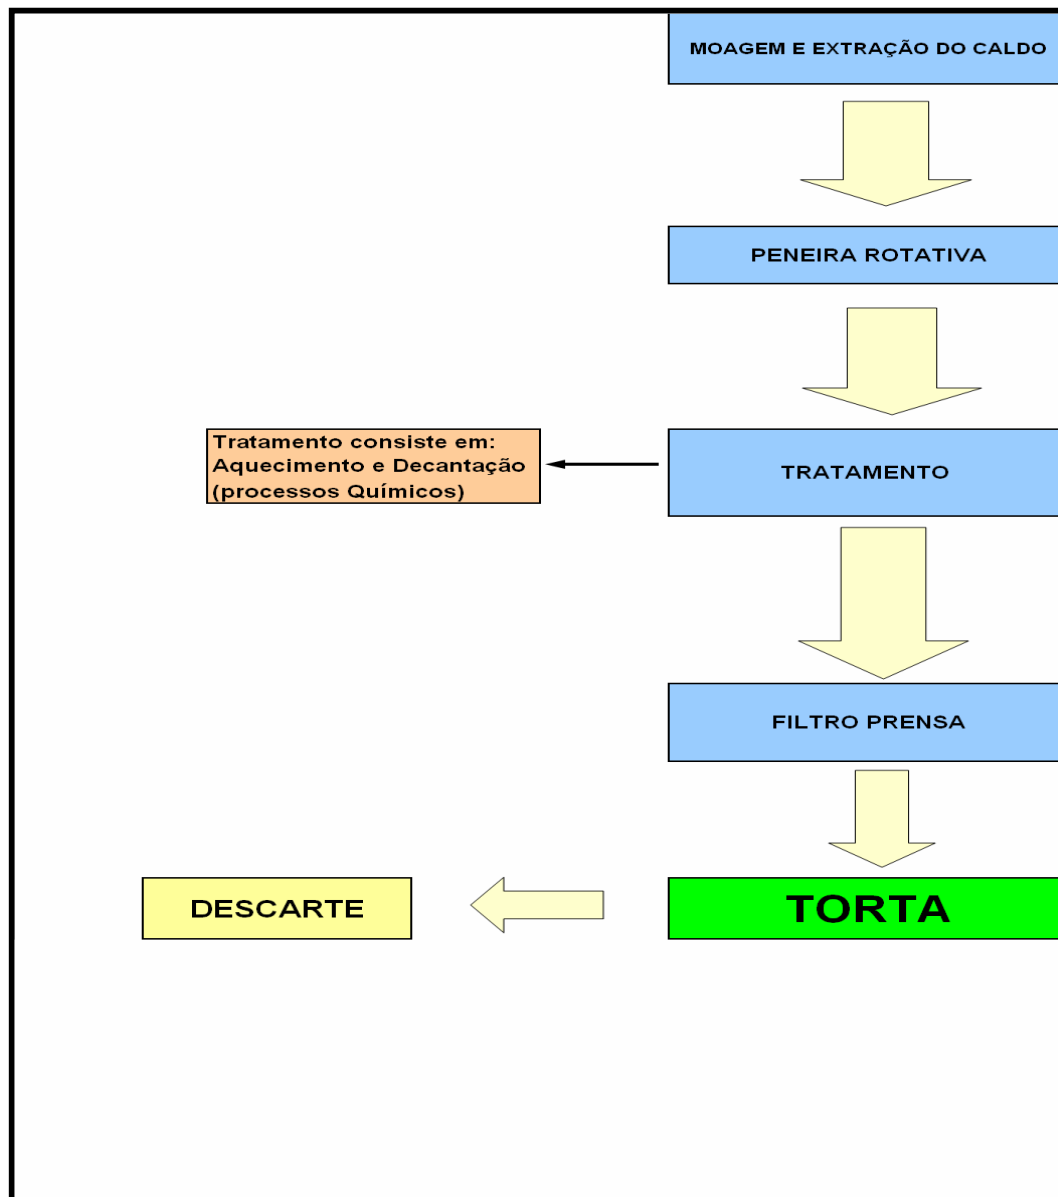 MOAGEM E EXTRAÇÃO DO CALDO
PENEIRA ROTATIVA
Tratamento consiste em:
Aquecimento e Decantação
(processos Químicos)
TRATAMENTO
FILTRO PRENSA
DESCARTE
TORTA